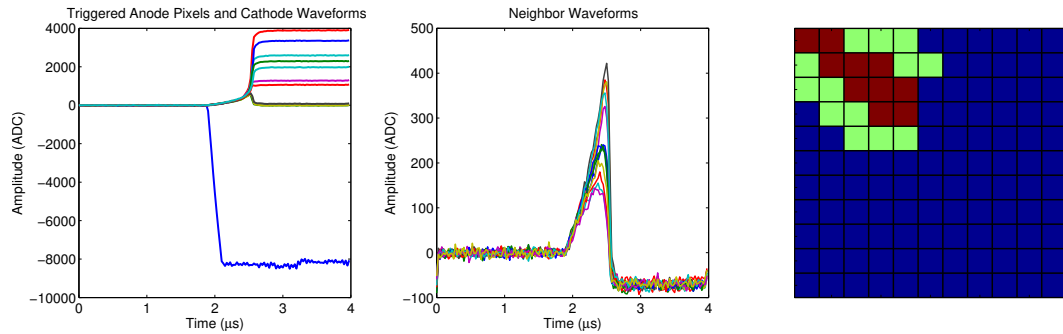 Triggered Anode Pixels and Cathode Waveforms
Amplitude (ADC)
4000
2000
0
−2000
−4000
−6000
−8000
−10000
0 1 2 3 4
Time (μs)
Neighbor Waveforms
Amplitude (ADC)
500
400
300
200
100
0
−100
0 1 2 3 4
Time (μs)